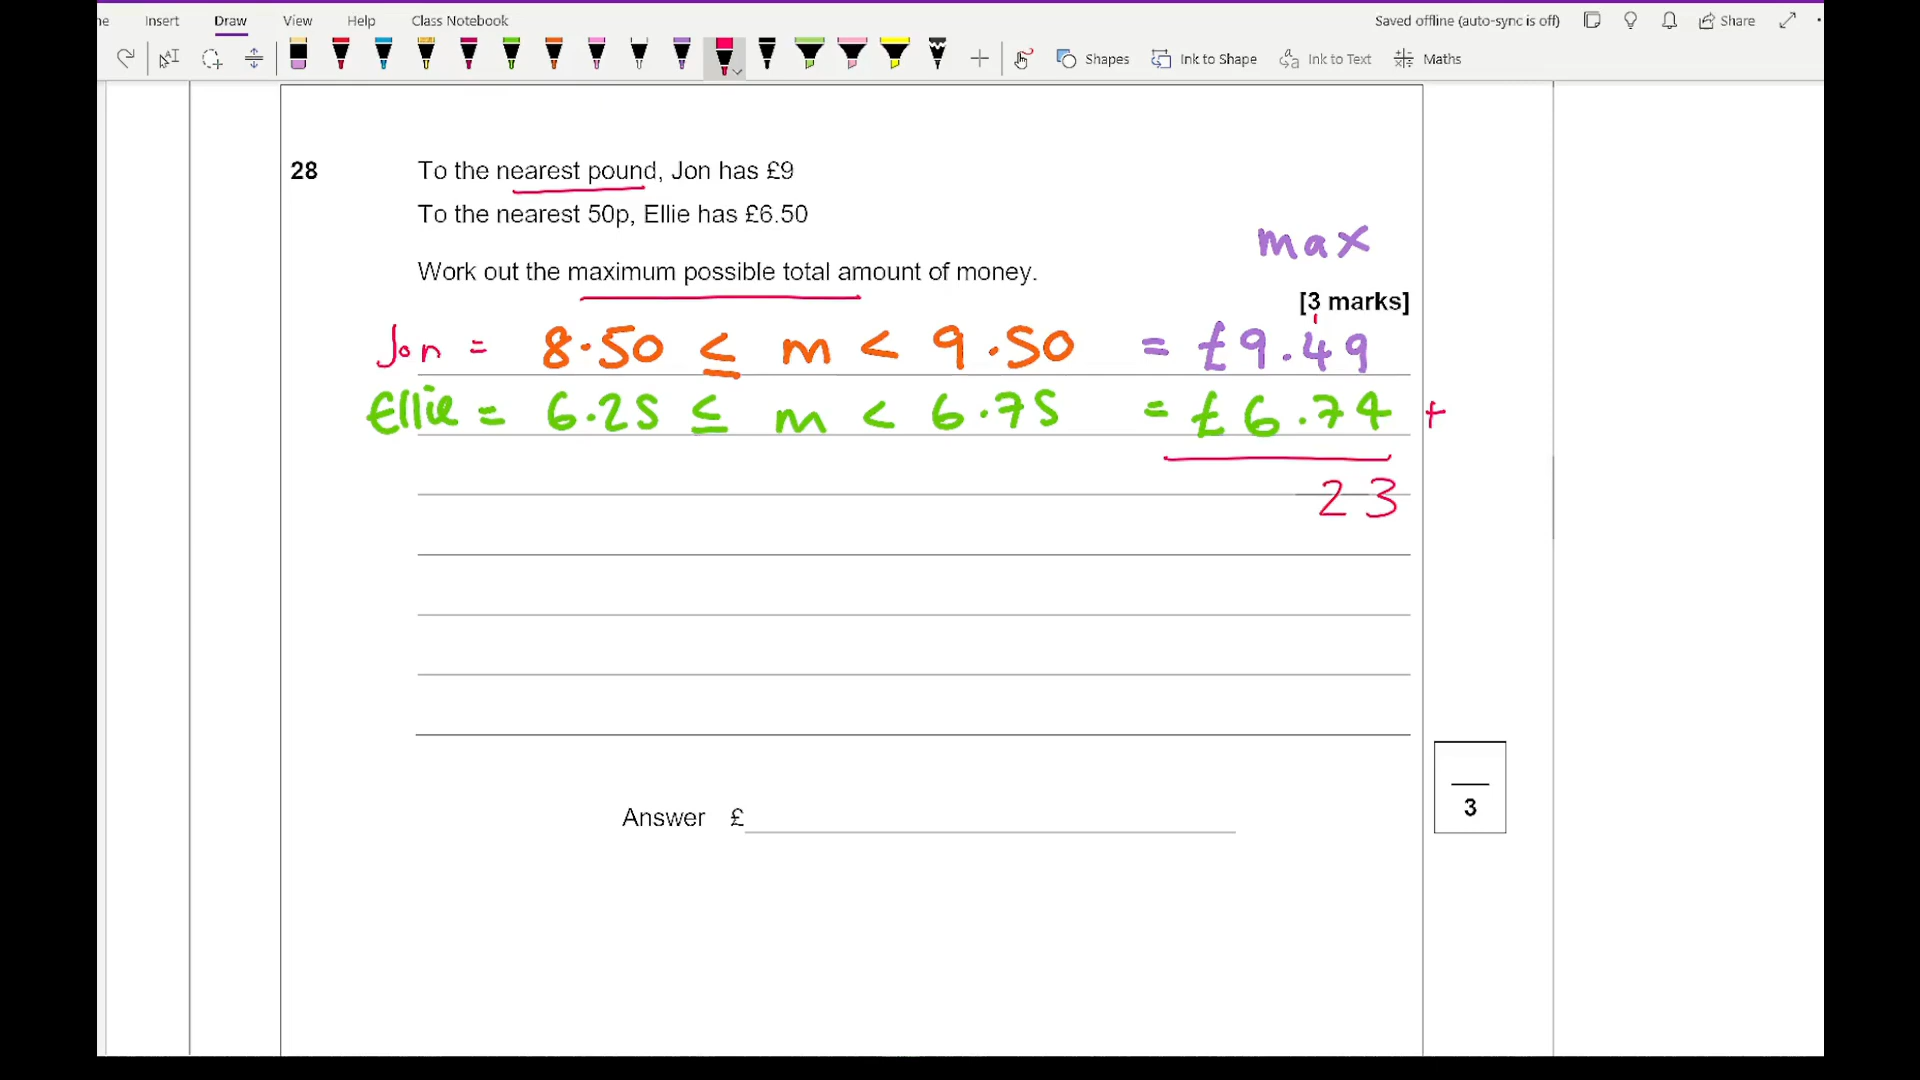 ne Insert Draw View Help Class Notebook Saved offline (auto-sync is off) Share
Shapes Ink to Shape Ink to Text Maths
28 To the nearest pound, Jon has £9
To the nearest 50p, Ellie has £6.50
max
Work out the maximum possible total amount of money.
[3 marks]
Jon = 8.50 ≤ m < 9.50 = £9.49
Ellie = 6.25 ≤ m < 6.75 = £6.74 +
23
Answer £
3